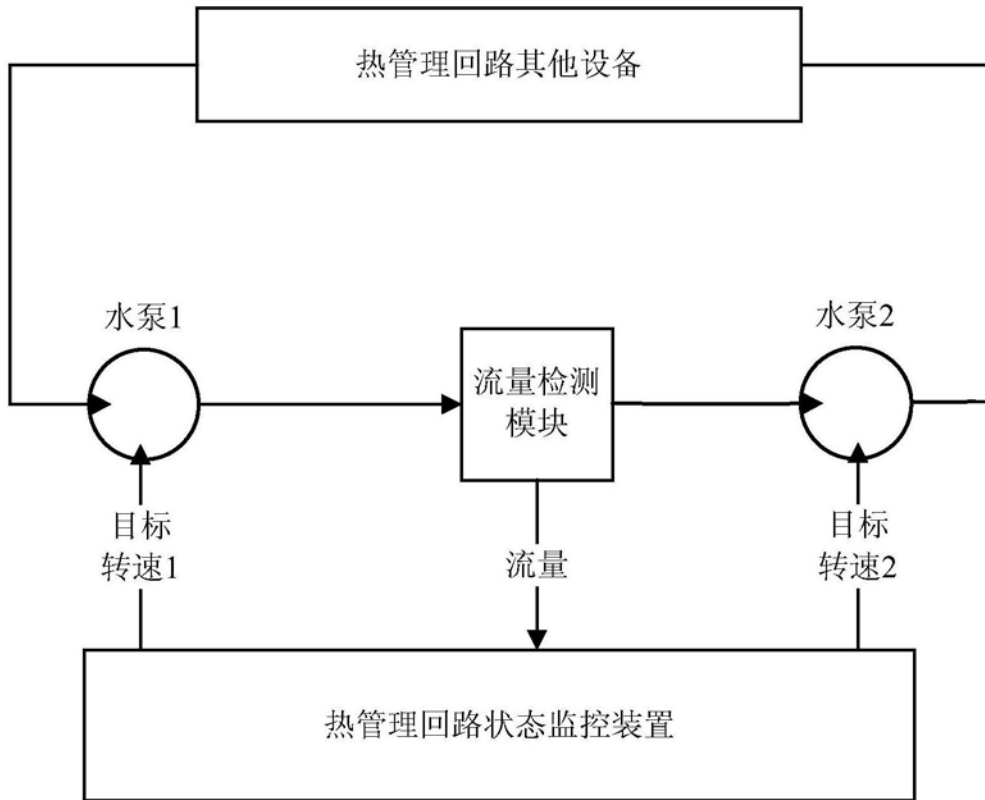 热管理回路其他设备
水泵1
水泵2
流量检测
模块
目标
转速1
流量
目标
转速2
热管理回路状态监控装置